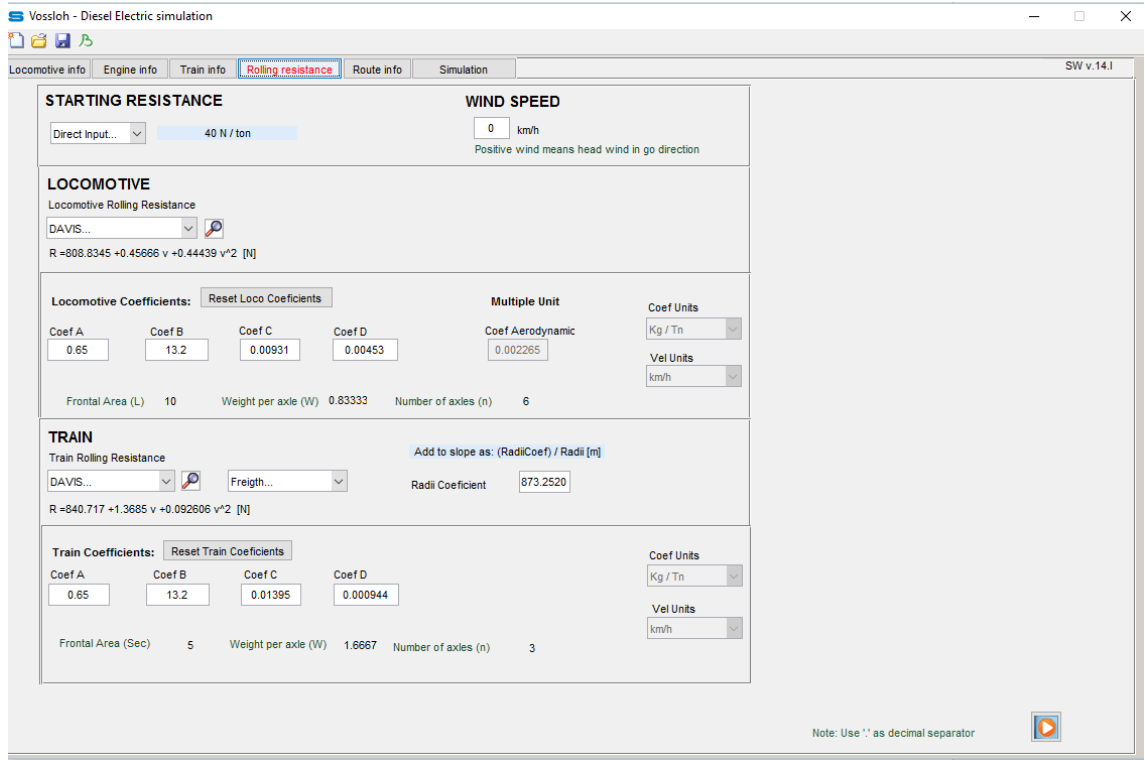 Vossloh - Diesel Electric simulation
Locomotive info Engine info Train info Rolling resistance Route info Simulation SW v.14.I
STARTING RESISTANCE WIND SPEED
Direct Input... 40 N / ton 0 km/h
Positive wind means head wind in go direction
LOCOMOTIVE
Locomotive Rolling Resistance
DAVIS...
R =808.8345 +0.45666 v +0.44439 v^2 [N]
Locomotive Coefficients: Reset Loco Coeficients Multiple Unit Coef Units
Coef A Coef B Coef C Coef D Coef Aerodynamic Kg / Tn
0.65 13.2 0.00931 0.00453 0.002265 Vel Units
km/h
Frontal Area (L) 10 Weight per axle (W) 0.83333 Number of axles (n) 6
TRAIN
Train Rolling Resistance Add to slope as: (RadiiCoef) / Radii [m]
DAVIS... Freigth... Radii Coeficient 873.2520
R =840.717 +1.3685 v +0.092606 v^2 [N]
Train Coefficients: Reset Train Coeficients Coef Units
Coef A Coef B Coef C Coef D Kg / Tn
0.65 13.2 0.01395 0.000944 Vel Units
km/h
Frontal Area (Sec) 5 Weight per axle (W) 1.6667 Number of axles (n) 3
Note: Use '.' as decimal separator